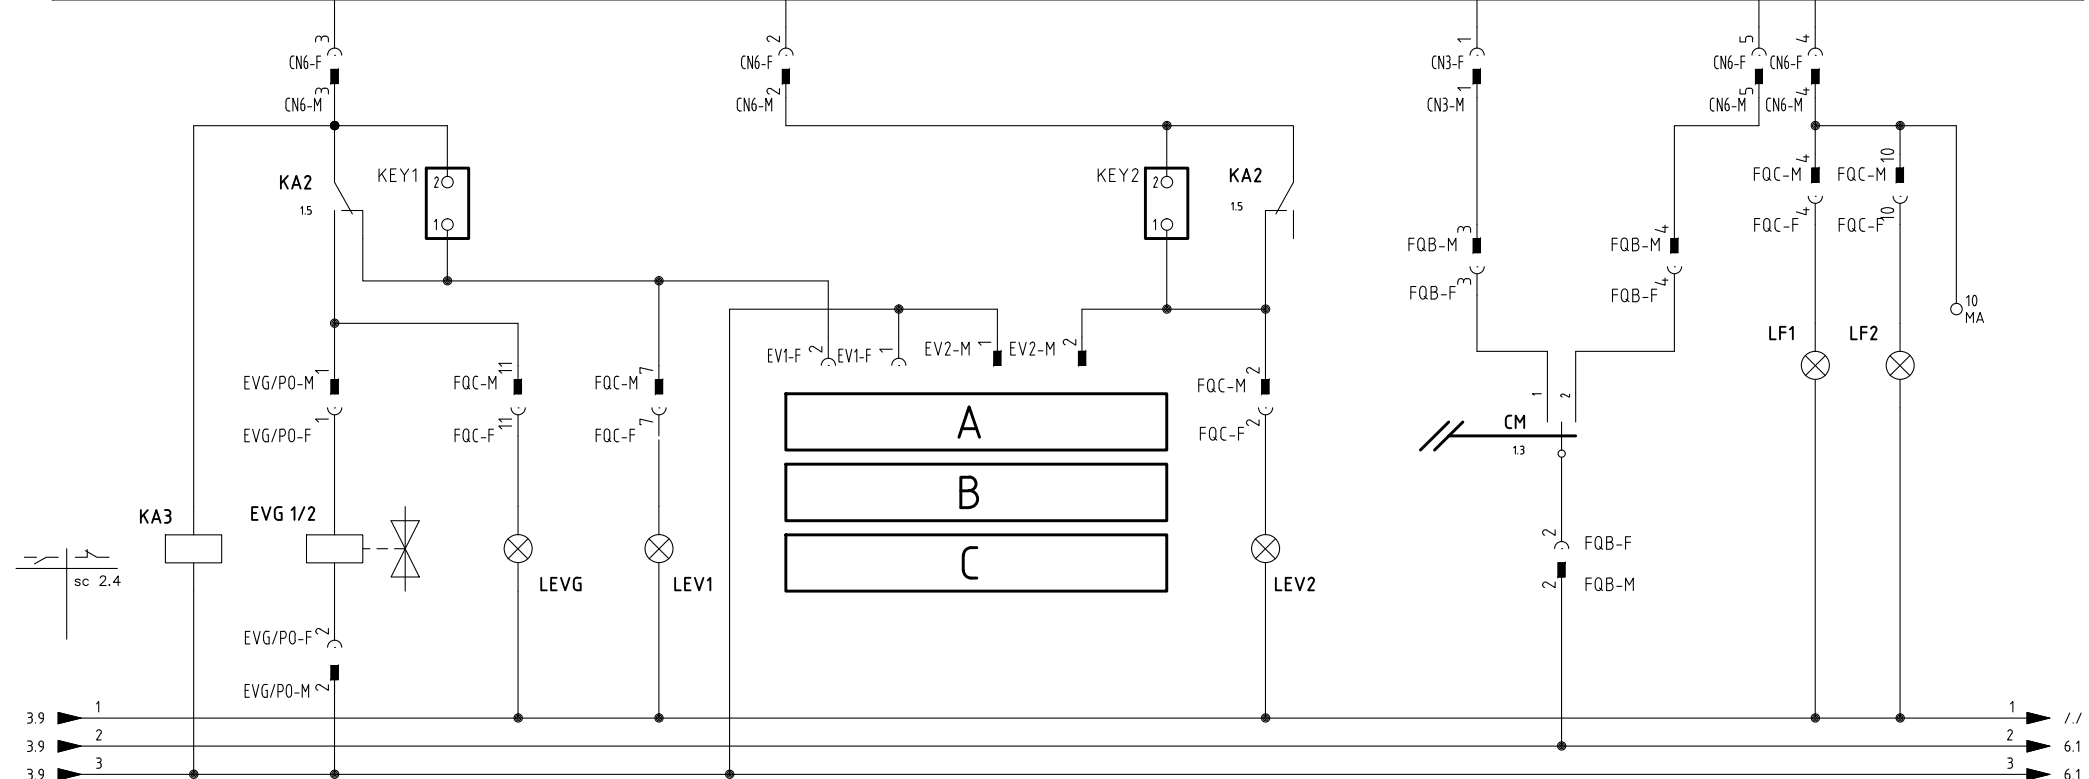 3
CN6-F
CN6-M
3
2
CN6-F
CN6-M
2
1
CN3-F
CN3-M
1
5
CN6-F
CN6-M
5
4
CN6-F
CN6-M
4
KA2
1.5
KEY1
2
1
KEY2
2
1
KA2
1.5
FQC-M
4
FQC-F
4
FQC-M
10
FQC-F
10
FQB-M
3
FQB-F
3
FQB-M
4
FQB-F
4
10
MA
LF1
LF2
EV1-F
2
EV1-F
1
EV2-M
1
EV2-M
2
EVG/PO-M
1
EVG/PO-F
1
FQC-M
11
FQC-F
11
FQC-M
7
FQC-F
7
FQC-M
2
FQC-F
2
A
B
C
1
2
CM
1.3
KA3
EVG 1/2
sc 2.4
LEVG
LEV1
LEV2
2
FQB-F
2
FQB-M
EVG/PO-F
2
EVG/PO-M
2
3.9
1
1
/./
3.9
2
2
6.1
3.9
3
3
6.1